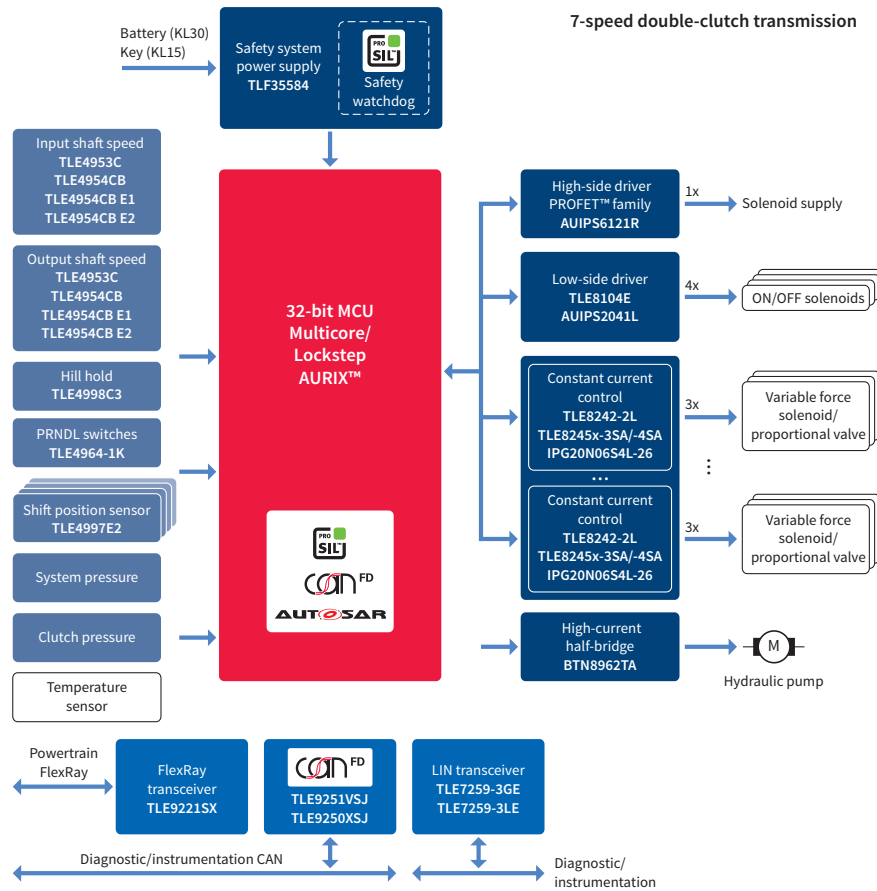 7-speed double-clutch transmission
Battery (KL30)
Key (KL15)
Safety system
power supply
TLF35584
PRO
SIL™
Safety
watchdog
Input shaft speed
TLE4953C
TLE4954CB
TLE4954CB E1
TLE4954CB E2
Output shaft speed
TLE4953C
TLE4954CB
TLE4954CB E1
TLE4954CB E2
Hill hold
TLE4998C3
PRNDL switches
TLE4964-1K
Shift position sensor
TLE4997E2
System pressure
Clutch pressure
Temperature
sensor
32-bit MCU
Multicore/
Lockstep
AURIX™
PRO
SIL™
CAN FD
AUTOSAR
High-side driver
PROFET™ family
AUIPS6121R
1x
Solenoid supply
Low-side driver
TLE8104E
AUIPS2041L
4x
ON/OFF solenoids
Constant current
control
TLE8242-2L
TLE8245x-3SA/-4SA
IPG20N06S4L-26
3x
Variable force
solenoid/
proportional valve
...
⋮
Constant current
control
TLE8242-2L
TLE8245x-3SA/-4SA
IPG20N06S4L-26
3x
Variable force
solenoid/
proportional valve
High-current
half-bridge
BTN8962TA
M
Hydraulic pump
Powertrain
FlexRay
FlexRay
transceiver
TLE9221SX
CAN FD
TLE9251VSJ
TLE9250XSJ
LIN transceiver
TLE7259-3GE
TLE7259-3LE
Diagnostic/instrumentation CAN
Diagnostic/
instrumentation